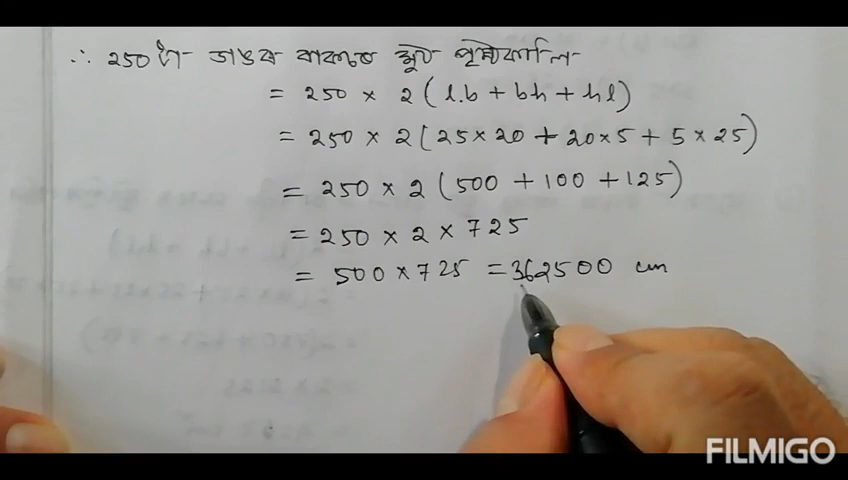 ∴ 250 টা ডাঙৰ বাকচৰ মুঠ পৃষ্ঠকালি
= 250 × 2 (l.b + bh + hl)
= 250 × 2 (25×20 + 20×5 + 5×25)
= 250 × 2 (500 + 100 + 125)
= 250 × 2 × 725
= 500 × 725 = 362500 cm
FILMIGO